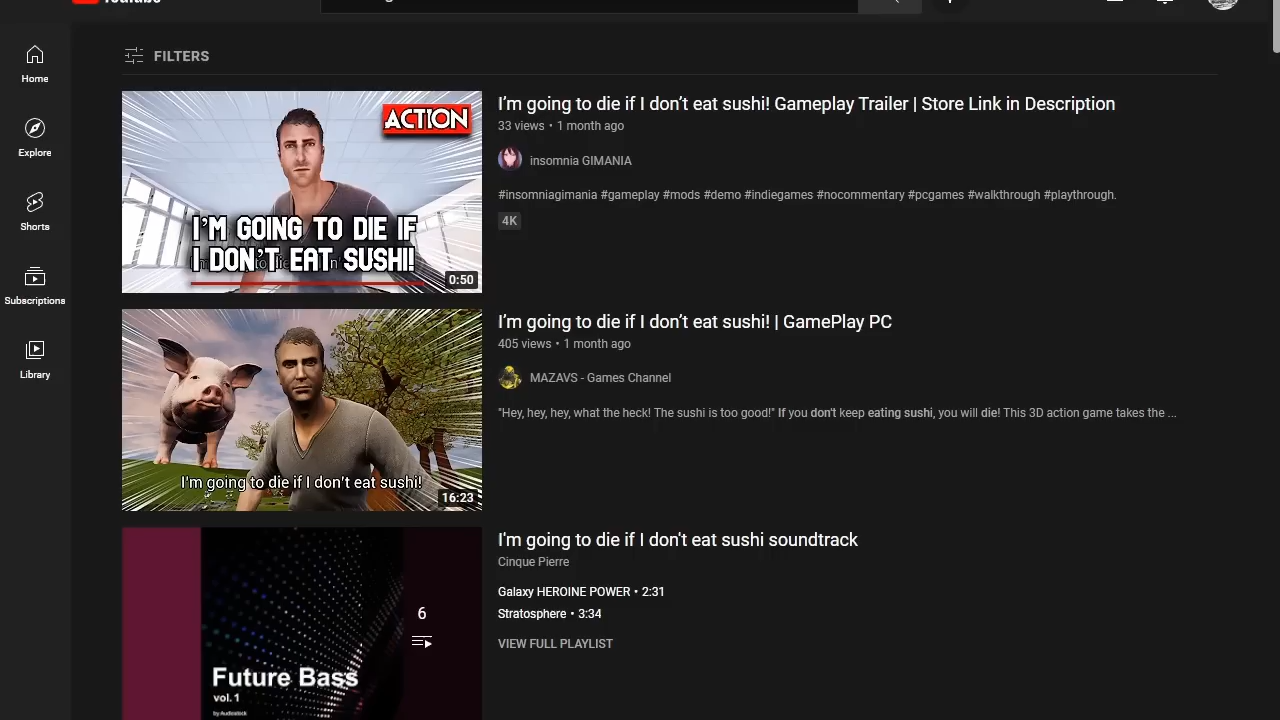 FILTERS
Home
Explore
Shorts
Subscriptions
Library
ACTION
I'M GOING TO DIE IF
I DON'T EAT SUSHI!
0:50
I'm going to die if I don't eat sushi! Gameplay Trailer | Store Link in Description
33 views • 1 month ago
insomnia GIMANIA
#insomniagimania #gameplay #mods #demo #indiegames #nocommentary #pcgames #walkthrough #playthrough.
4K
I'm going to die if I don't eat sushi!
16:23
I'm going to die if I don't eat sushi! | GamePlay PC
405 views • 1 month ago
MAZAVS - Games Channel
"Hey, hey, hey, what the heck! The sushi is too good!" If you don't keep eating sushi, you will die! This 3D action game takes the ...
6
Future Bass
vol. 1
by Audiostock
I'm going to die if I don't eat sushi soundtrack
Cinque Pierre
Galaxy HEROINE POWER • 2:31
Stratosphere • 3:34
VIEW FULL PLAYLIST